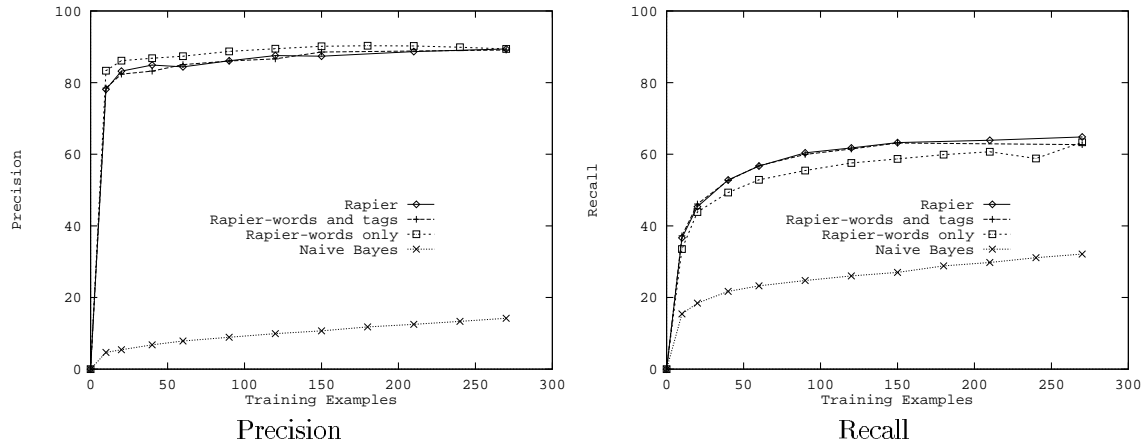 100
80
60
40
20
0
Precision
Rapier
Rapier-words and tags
Rapier-words only
Naive Bayes
0 50 100 150 200 250 300
Training Examples
Precision
100
80
60
40
20
0
Recall
Rapier
Rapier-words and tags
Rapier-words only
Naive Bayes
0 50 100 150 200 250 300
Training Examples
Recall